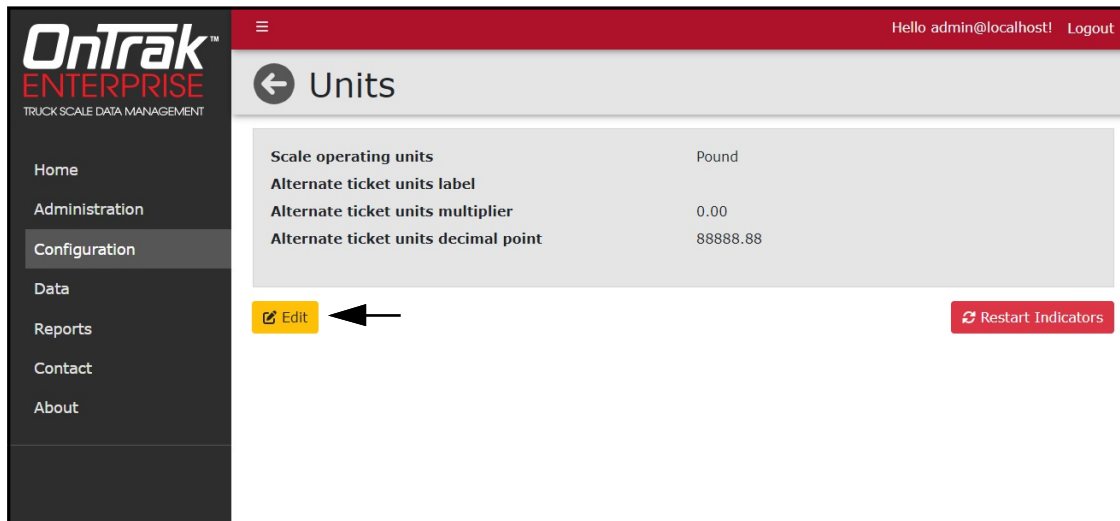 OnTrak™
ENTERPRISE
TRUCK SCALE DATA MANAGEMENT
Home
Administration
Configuration
Data
Reports
Contact
About
Hello admin@localhost! Logout
Units
Scale operating units Pound
Alternate ticket units label
Alternate ticket units multiplier 0.00
Alternate ticket units decimal point 88888.88
Edit Restart Indicators